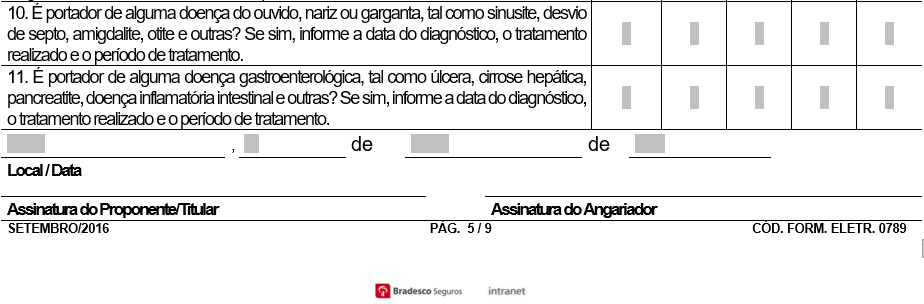 10. É portador de alguma doença do ouvido, nariz ou garganta, tal como sinusite, desvio
de septo, amigdalite, otite e outras? Se sim, informe a data do diagnóstico, o tratamento
realizado e o período de tratamento.
11. É portador de alguma doença gastroenterológica, tal como úlcera, cirrose hepática,
pancreatite, doença inflamatória intestinal e outras? Se sim, informe a data do diagnóstico,
o tratamento realizado e o período de tratamento.
, de de
Local / Data
Assinatura do Proponente/Titular Assinatura do Angariador
SETEMBRO/2016 PÁG. 5 / 9 CÓD. FORM. ELETR. 0789
Bradesco Seguros intranet